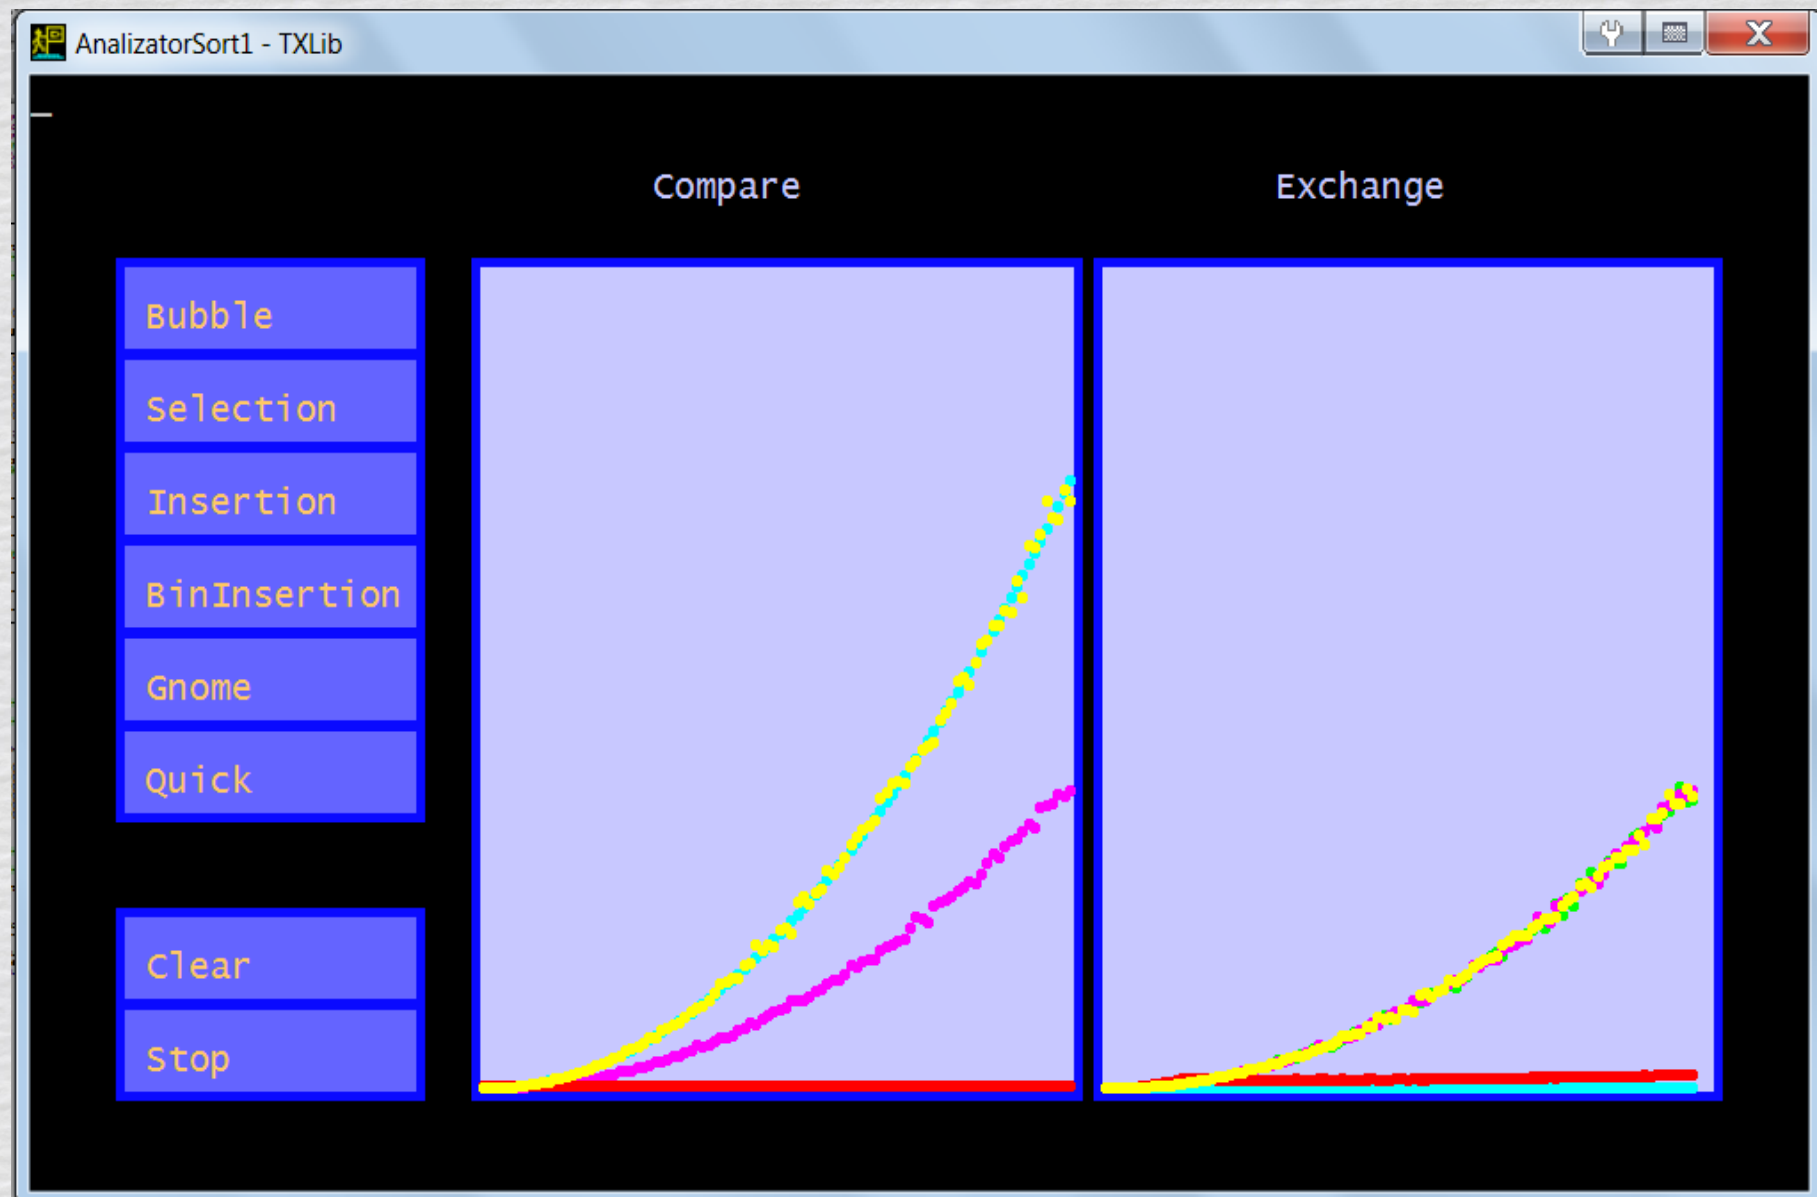 AnalizatorSort1 - TXLib
Compare
Exchange
Bubble
Selection
Insertion
BinInsertion
Gnome
Quick
Clear
Stop